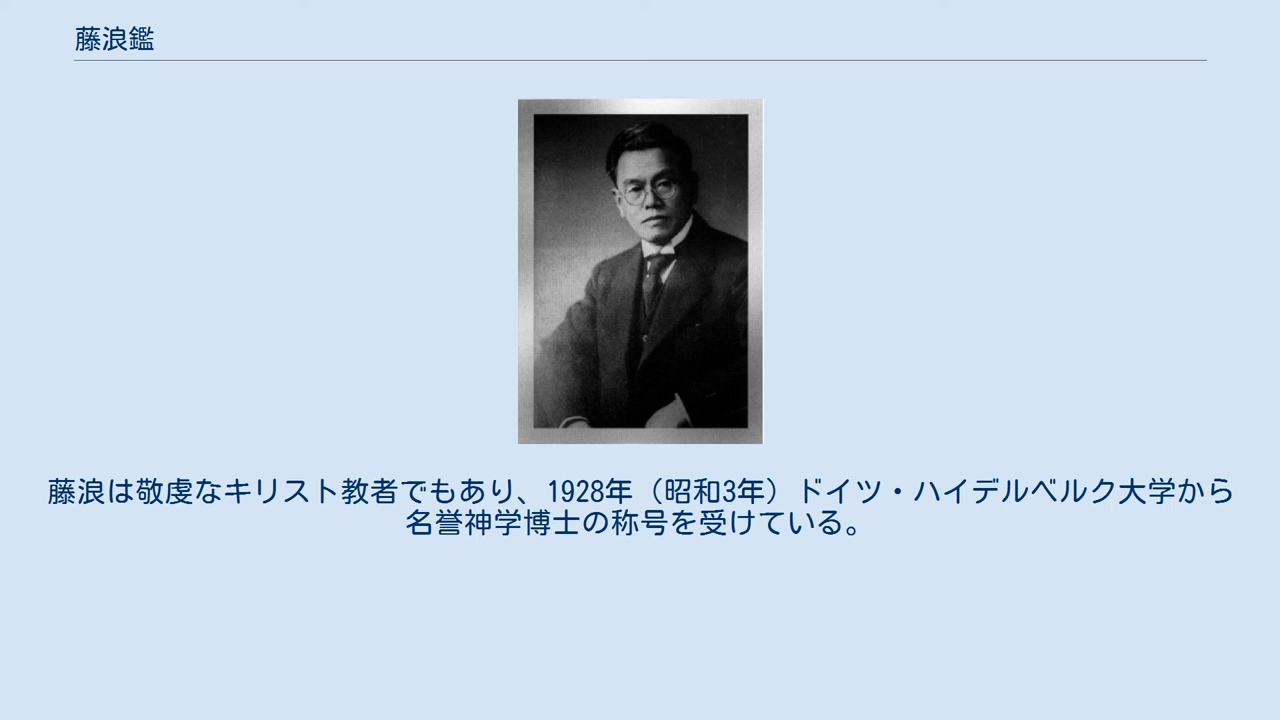 藤浪鑑
藤浪は敬虔なキリスト教者でもあり、1928年（昭和3年）ドイツ・ハイデルベルク大学から
名誉神学博士の称号を受けている。